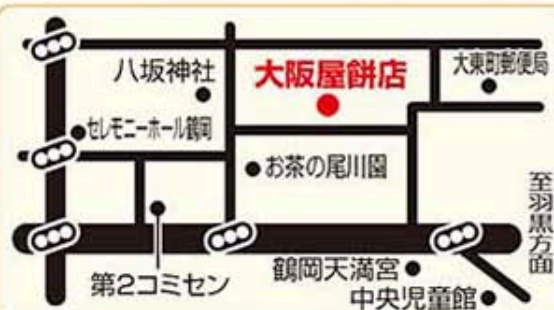 八坂神社
大阪屋餅店
大東町郵便局
セレモニーホール鶴岡
お茶の尾川園
至羽黒方面
第2コミセン
鶴岡天満宮
中央児童館